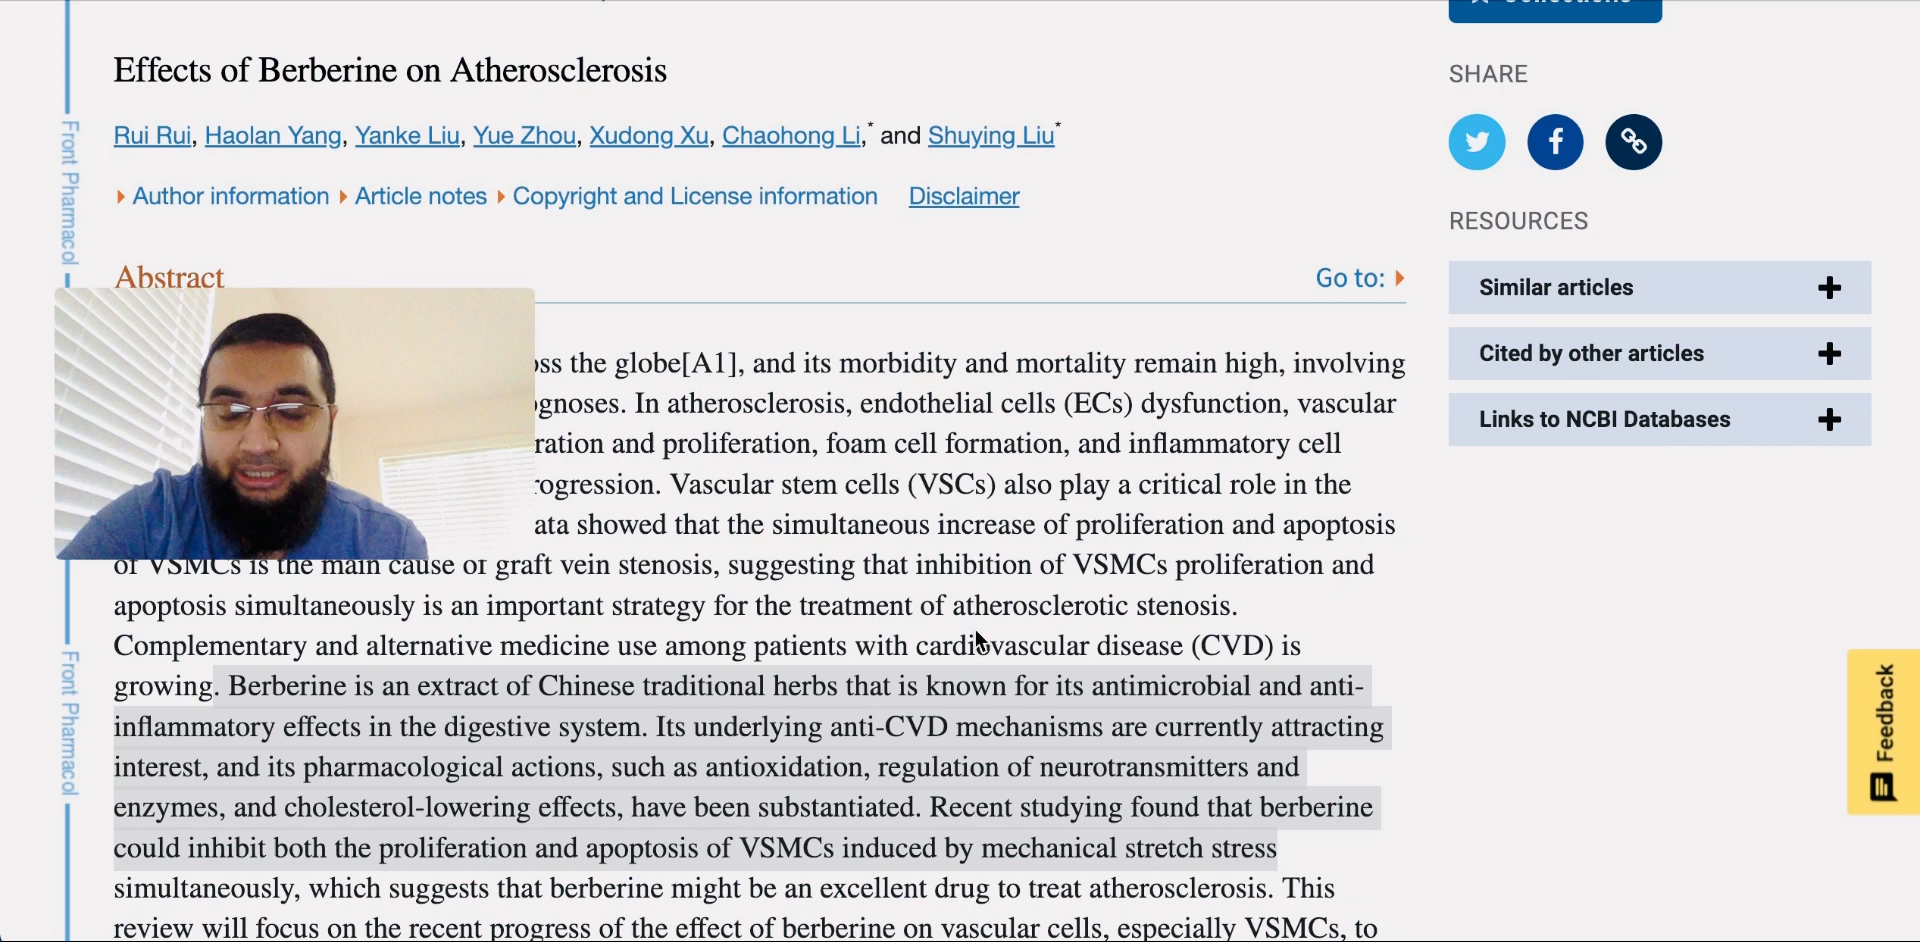 Collections
Effects of Berberine on Atherosclerosis
Rui Rui, Haolan Yang, Yanke Liu, Yue Zhou, Xudong Xu, Chaohong Li,* and Shuying Liu*
Author information Article notes Copyright and License information Disclaimer
Abstract
Go to:
the globe[A1], and its morbidity and mortality remain high, involving
In atherosclerosis, endothelial cells (ECs) dysfunction, vascular
and proliferation, foam cell formation, and inflammatory cell
Vascular stem cells (VSCs) also play a critical role in the
showed that the simultaneous increase of proliferation and apoptosis
of VSMCs is the main cause of graft vein stenosis, suggesting that inhibition of VSMCs proliferation and
apoptosis simultaneously is an important strategy for the treatment of atherosclerotic stenosis.
Complementary and alternative medicine use among patients with cardiovascular disease (CVD) is
growing. Berberine is an extract of Chinese traditional herbs that is known for its antimicrobial and anti-
inflammatory effects in the digestive system. Its underlying anti-CVD mechanisms are currently attracting
interest, and its pharmacological actions, such as antioxidation, regulation of neurotransmitters and
enzymes, and cholesterol-lowering effects, have been substantiated. Recent studying found that berberine
could inhibit both the proliferation and apoptosis of VSMCs induced by mechanical stretch stress
simultaneously, which suggests that berberine might be an excellent drug to treat atherosclerosis. This
review will focus on the recent progress of the effect of berberine on vascular cells, especially VSMCs, to
Front Pharmacol
Front Pharmacol
SHARE
RESOURCES
Similar articles
Cited by other articles
Links to NCBI Databases
Feedback